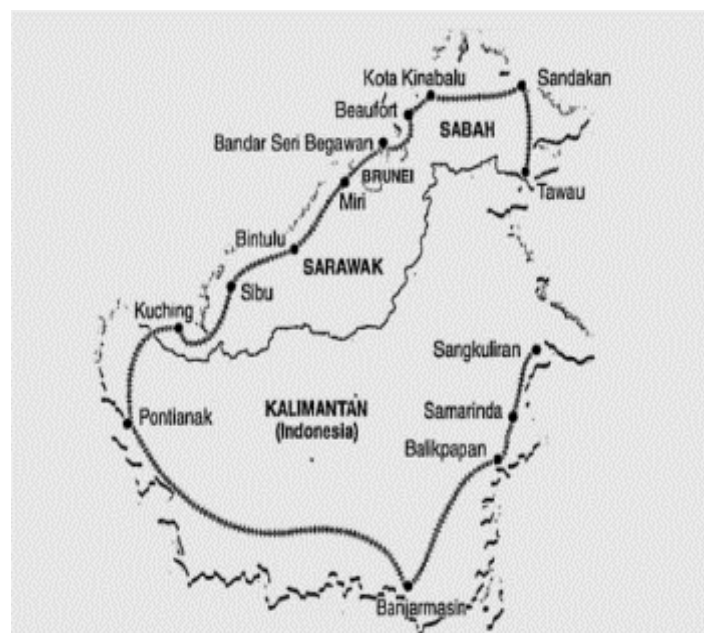 Kota Kinabalu
Sandakan
Beaufort
SABAH
Bandar Seri Begawan
BRUNEI
Tawau
Miri
Bintulu
SARAWAK
Sibu
Kuching
Sangkuliran
KALIMANTAN
(Indonesia)
Samarinda
Pontianak
Balikpapan
Banjarmasin